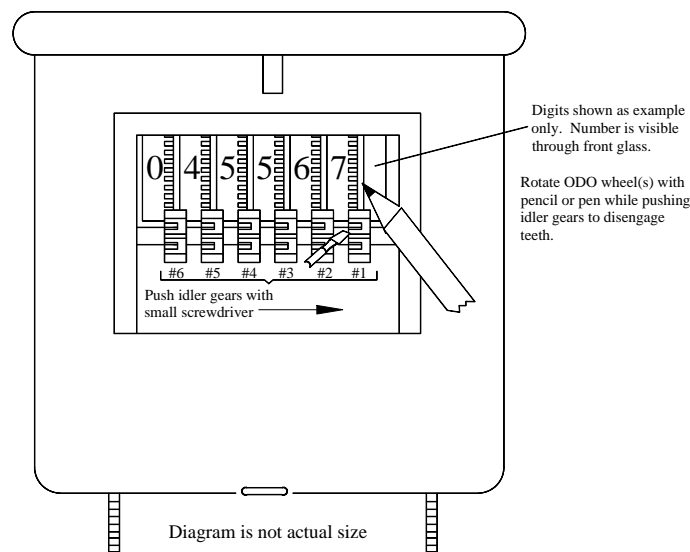 Digits shown as example
only. Number is visible
through front glass.
Rotate ODO wheel(s) with
pencil or pen while pushing
idler gears to disengage
teeth.
0 4 5 5 6 7
#6 #5 #4 #3 #2 #1
Push idler gears with
small screwdriver
Diagram is not actual size